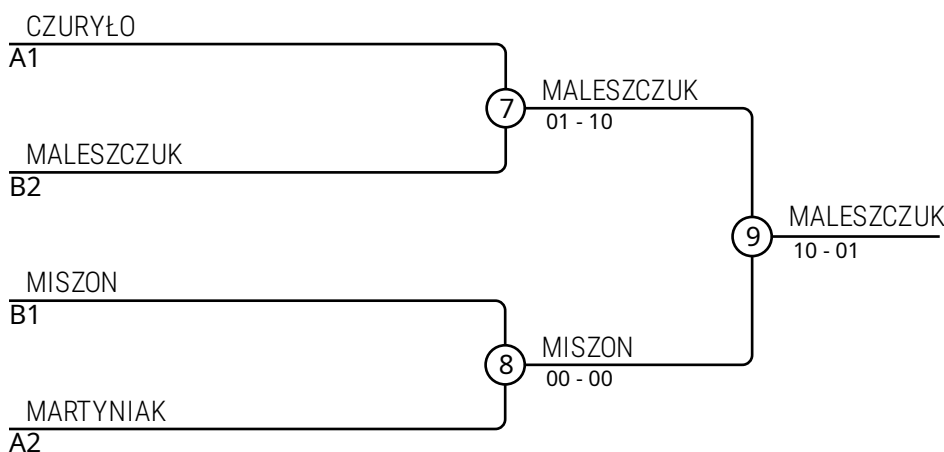 CZURYŁO
A1
7
MALESZCZUK
01 - 10
MALESZCZUK
B2
9
MALESZCZUK
10 - 01
MISZON
B1
8
MISZON
00 - 00
MARTYNIAK
A2